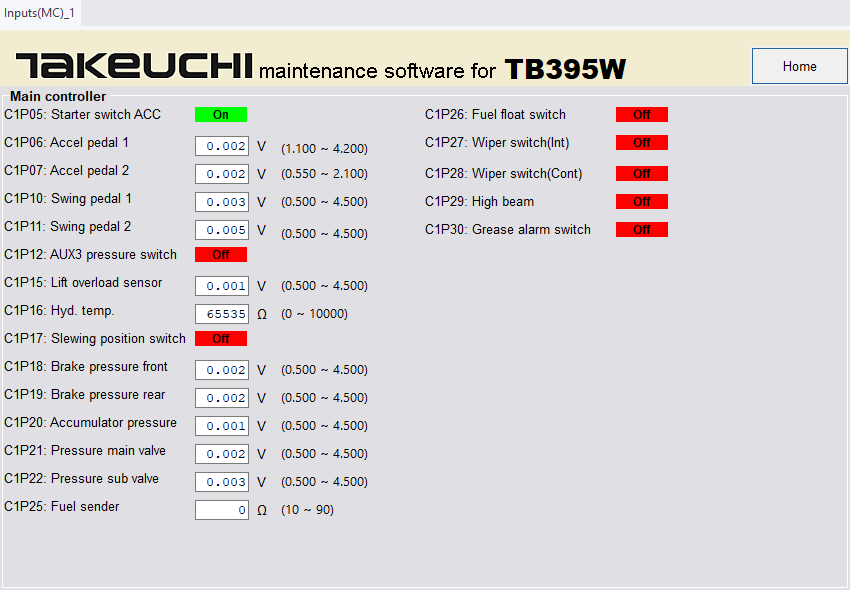 Inputs(MC)_1
TAKEUCHI maintenance software for TB395W
Home
Main controller
C1P05: Starter switch ACC On
C1P06: Accel pedal 1 0.002 V (1.100 ~ 4.200)
C1P07: Accel pedal 2 0.002 V (0.550 ~ 2.100)
C1P10: Swing pedal 1 0.003 V (0.500 ~ 4.500)
C1P11: Swing pedal 2 0.005 V (0.500 ~ 4.500)
C1P12: AUX3 pressure switch Off
C1P15: Lift overload sensor 0.001 V (0.500 ~ 4.500)
C1P16: Hyd. temp. 65535 Ω (0 ~ 10000)
C1P17: Slewing position switch Off
C1P18: Brake pressure front 0.002 V (0.500 ~ 4.500)
C1P19: Brake pressure rear 0.002 V (0.500 ~ 4.500)
C1P20: Accumulator pressure 0.001 V (0.500 ~ 4.500)
C1P21: Pressure main valve 0.002 V (0.500 ~ 4.500)
C1P22: Pressure sub valve 0.003 V (0.500 ~ 4.500)
C1P25: Fuel sender 0 Ω (10 ~ 90)
C1P26: Fuel float switch Off
C1P27: Wiper switch(Int) Off
C1P28: Wiper switch(Cont) Off
C1P29: High beam Off
C1P30: Grease alarm switch Off